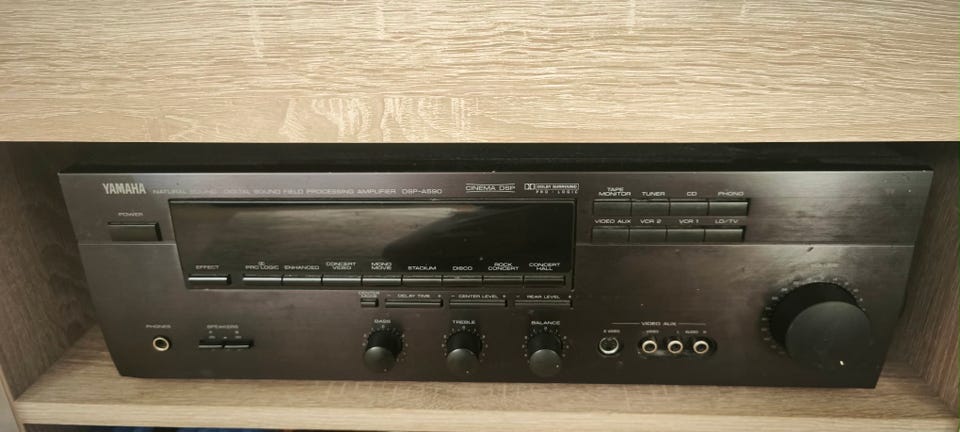 YAMAHA NATURAL SOUND DIGITAL SOUND FIELD PROCESSING AMPLIFIER DSP-A590
CINEMA DSP
DOLBY SURROUND
PRO · LOGIC
TAPE MONITOR TUNER CD PHONO
VIDEO AUX VCR 2 VCR 1 LD/TV
POWER
EFFECT PRO LOGIC ENHANCED CONCERT VIDEO MONO MOVIE STADIUM DISCO ROCK CONCERT CONCERT HALL
CENTER MODE - DELAY TIME + - CENTER LEVEL + - REAR LEVEL +
PHONES SPEAKERS
A B
BASS TREBLE BALANCE
VIDEO AUX
S VIDEO VIDEO L AUDIO R